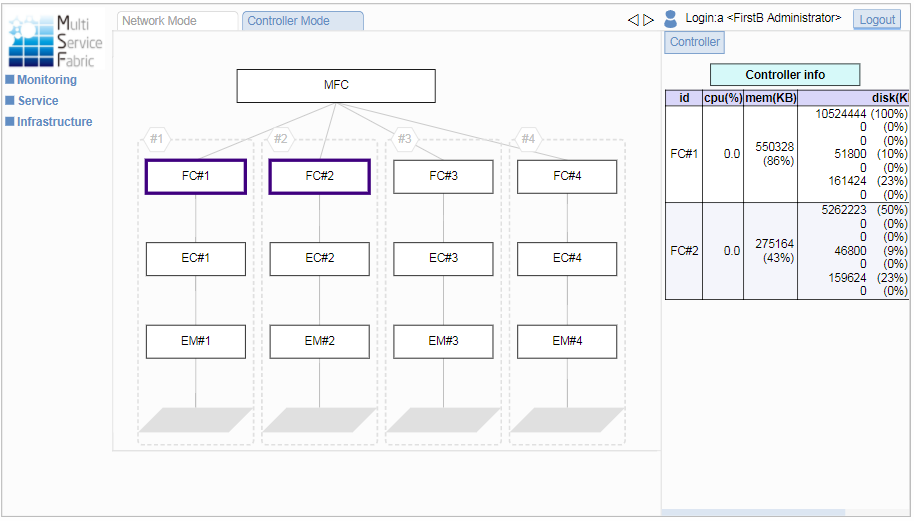 Multi
Service
Fabric
Network Mode
Controller Mode
Login:a <FirstB Administrator>
Logout
Monitoring
Service
Infrastructure
MFC
#1
#2
#3
#4
FC#1
FC#2
FC#3
FC#4
EC#1
EC#2
EC#3
EC#4
EM#1
EM#2
EM#3
EM#4
Controller
Controller info
id cpu(%) mem(KB) disk(K
10524444 (100%)
0 (0%)
0 (0%)
FC#1 0.0 550328 (86%) 51800 (10%)
0 (0%)
161424 (23%)
0 (0%)
5262223 (50%)
0 (0%)
0 (0%)
FC#2 0.0 275164 (43%) 46800 (9%)
0 (0%)
159624 (23%)
0 (0%)